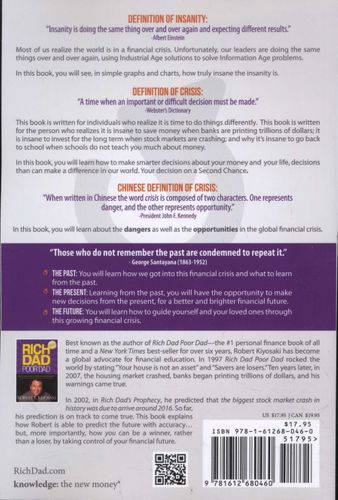 DEFINITION OF INSANITY:
"Insanity is doing the same thing over and over again and expecting different results."
-Albert Einstein
Most of us realize the world is in a financial crisis. Unfortunately, our leaders are doing the same
things over and over again, using Industrial Age solutions to solve Information Age problems.
In this book, you will see, in simple graphs and charts, how truly insane the insanity is.
DEFINITION OF CRISIS:
"A time when an important or difficult decision must be made."
-Webster's Dictionary
This book is written for individuals who realize it is time to do things differently. This book is written
for the person who realizes it is insane to save money when banks are printing trillions of dollars; it
is insane to invest for the long term when stock markets are crashing; and why it's insane to go back
to school when schools do not teach you much about money.
In this book, you will learn how to make smarter decisions about your money and your life, decisions
than can make a difference in our world. Your decision on a Second Chance.
CHINESE DEFINITION OF CRISIS:
"When written in Chinese the word crisis is composed of two characters. One represents
danger, and the other represents opportunity."
-President John F. Kennedy
In this book, you will learn about the dangers as well as the opportunities in the global financial crisis.
"Those who do not remember the past are condemned to repeat it."
- George Santayana (1863-1952)
THE PAST: You will learn how we got into this financial crisis and what to learn
from the past.
THE PRESENT: Learning from the past, you will have the opportunity to make
new decisions from the present, for a better and brighter financial future.
THE FUTURE: You will learn how to guide yourself and your loved ones through
this growing financial crisis.
RICH
DAD
POOR DAD
ROBERT T. KIYOSAKI
Best known as the author of Rich Dad Poor Dad—the #1 personal finance book of all
time and a New York Times best-seller for over six years, Robert Kiyosaki has become
a global advocate for financial education. In 1997 Rich Dad Poor Dad rocked the
world by stating "Your house is not an asset" and "Savers are losers." Ten years later, in
2007, the housing market crashed, banks began printing trillions of dollars, and his
warnings came true.
In 2002, in Rich Dad's Prophecy, he predicted that the biggest stock market crash in
history was due to arrive around 2016. So far,
his prediction is on track to come true. This book explains
how Robert is able to predict the future with accuracy...
but, more importantly, how you can be a winner, rather
than a loser, by taking control of your financial future.
US $17.95 | CAN $19.95
$17.95
ISBN 978-1-61268-046-0
51795>
9 781612 680460
RichDad.com
knowledge: the new money